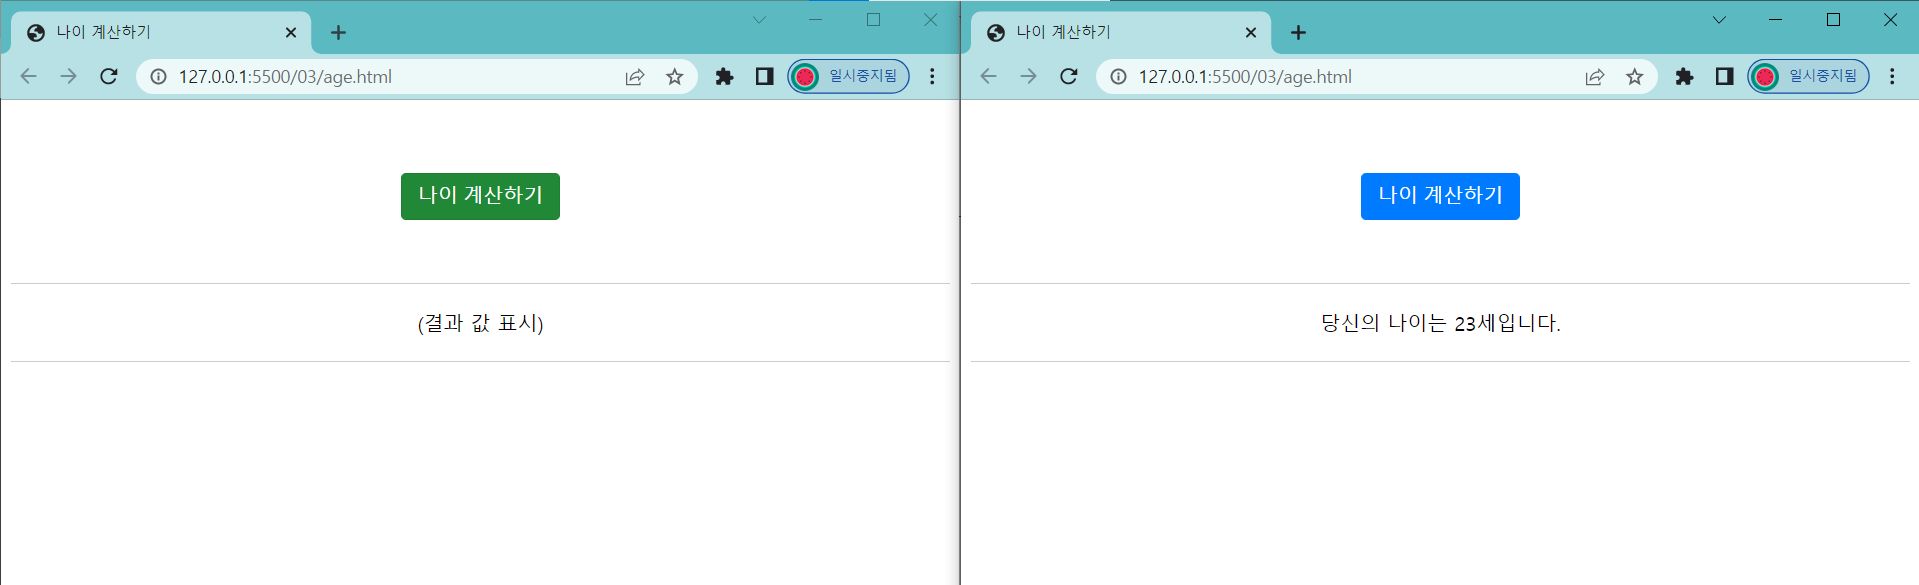 나이 계산하기
127.0.0.1:5500/03/age.html
일시중지됨
나이 계산하기
(결과 값 표시)
나이 계산하기
127.0.0.1:5500/03/age.html
일시중지됨
나이 계산하기
당신의 나이는 23세입니다.